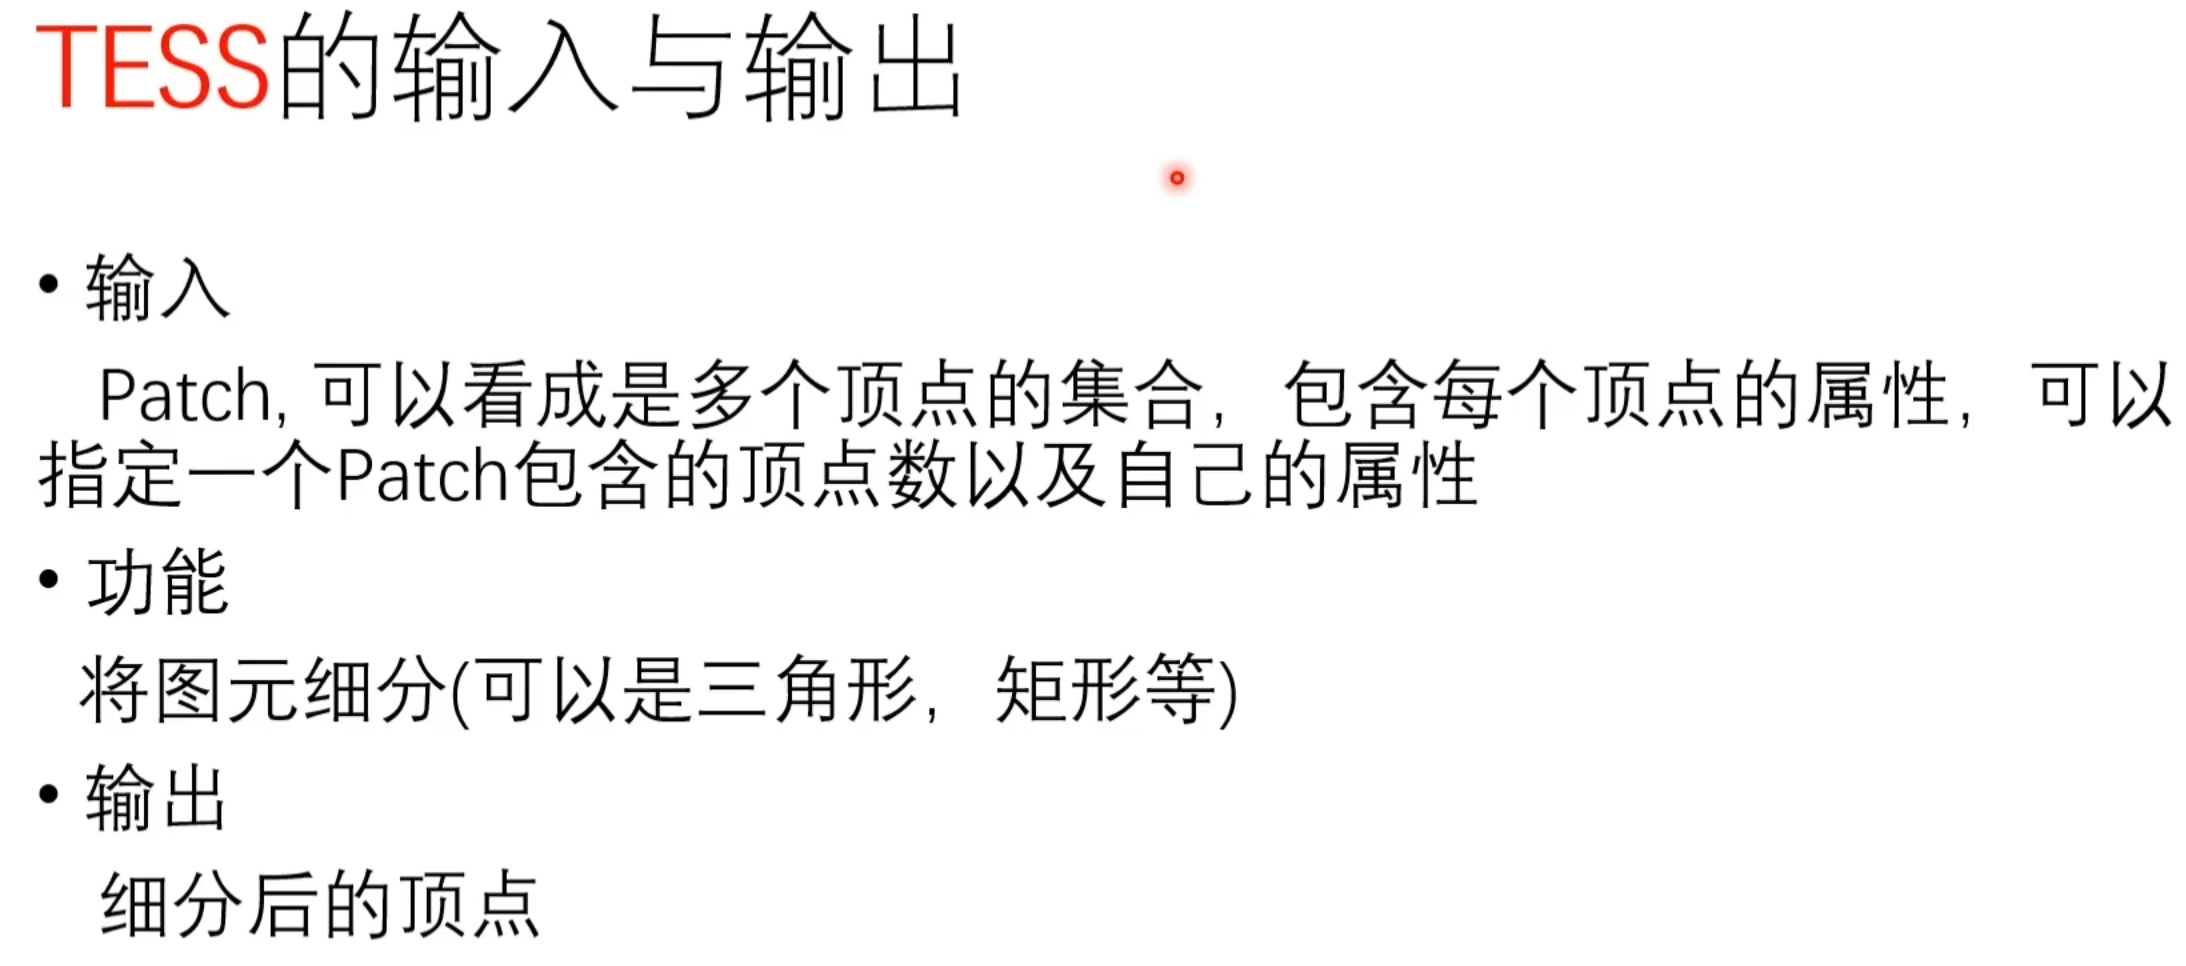 TESS的输入与输出
• 输入
Patch, 可以看成是多个顶点的集合，包含每个顶点的属性，可以
指定一个Patch包含的顶点数以及自己的属性
• 功能
将图元细分(可以是三角形，矩形等)
• 输出
细分后的顶点